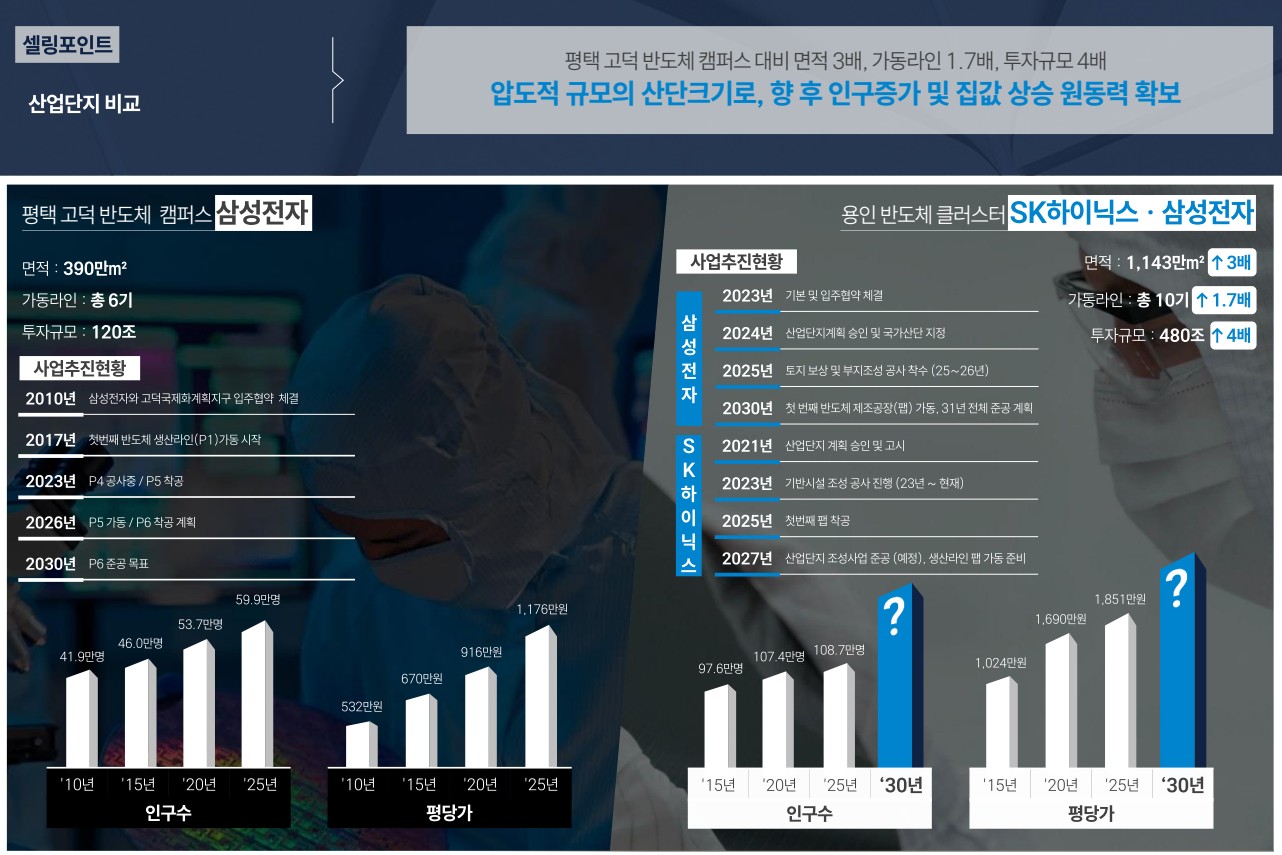 셀링포인트
산업단지 비교
평택 고덕 반도체 캠퍼스 대비 면적 3배, 가동라인 1.7배, 투자규모 4배
압도적 규모의 산단크기로, 향 후 인구증가 및 집값 상승 원동력 확보
평택 고덕 반도체 캠퍼스 삼성전자
면적 : 390만m²
가동라인 : 총 6기
투자규모 : 120조
사업추진현황
2010년 삼성전자와 고덕국제화계획지구 입주협약 체결
2017년 첫번째 반도체 생산라인(P1)가동 시작
2023년 P4 공사중 / P5 착공
2026년 P5 가동 / P6 착공 계획
2030년 P6 준공 목표
41.9만명 46.0만명 53.7만명 59.9만명
'10년 '15년 '20년 '25년
인구수
532만원 670만원 916만원 1,176만원
'10년 '15년 '20년 '25년
평당가
용인 반도체 클러스터 SK하이닉스 · 삼성전자
면적 : 1,143만m² ↑3배
가동라인 : 총 10기 ↑1.7배
투자규모 : 480조 ↑4배
사업추진현황
삼성전자
2023년 기본 및 입주협약 체결
2024년 산업단지계획 승인 및 국가산단 지정
2025년 토지 보상 및 부지조성 공사 착수 (25~26년)
2030년 첫 번째 반도체 제조공장(팹) 가동, 31년 전체 준공 계획
SK하이닉스
2021년 산업단지 계획 승인 및 고시
2023년 기반시설 조성 공사 진행 (23년 ~ 현재)
2025년 첫번째 팹 착공
2027년 산업단지 조성사업 준공 (예정), 생산라인 팹 가동 준비
97.6만명 107.4만명 108.7만명 ?
'15년 '20년 '25년 '30년
인구수
1,024만원 1,690만원 1,851만원 ?
'15년 '20년 '25년 '30년
평당가